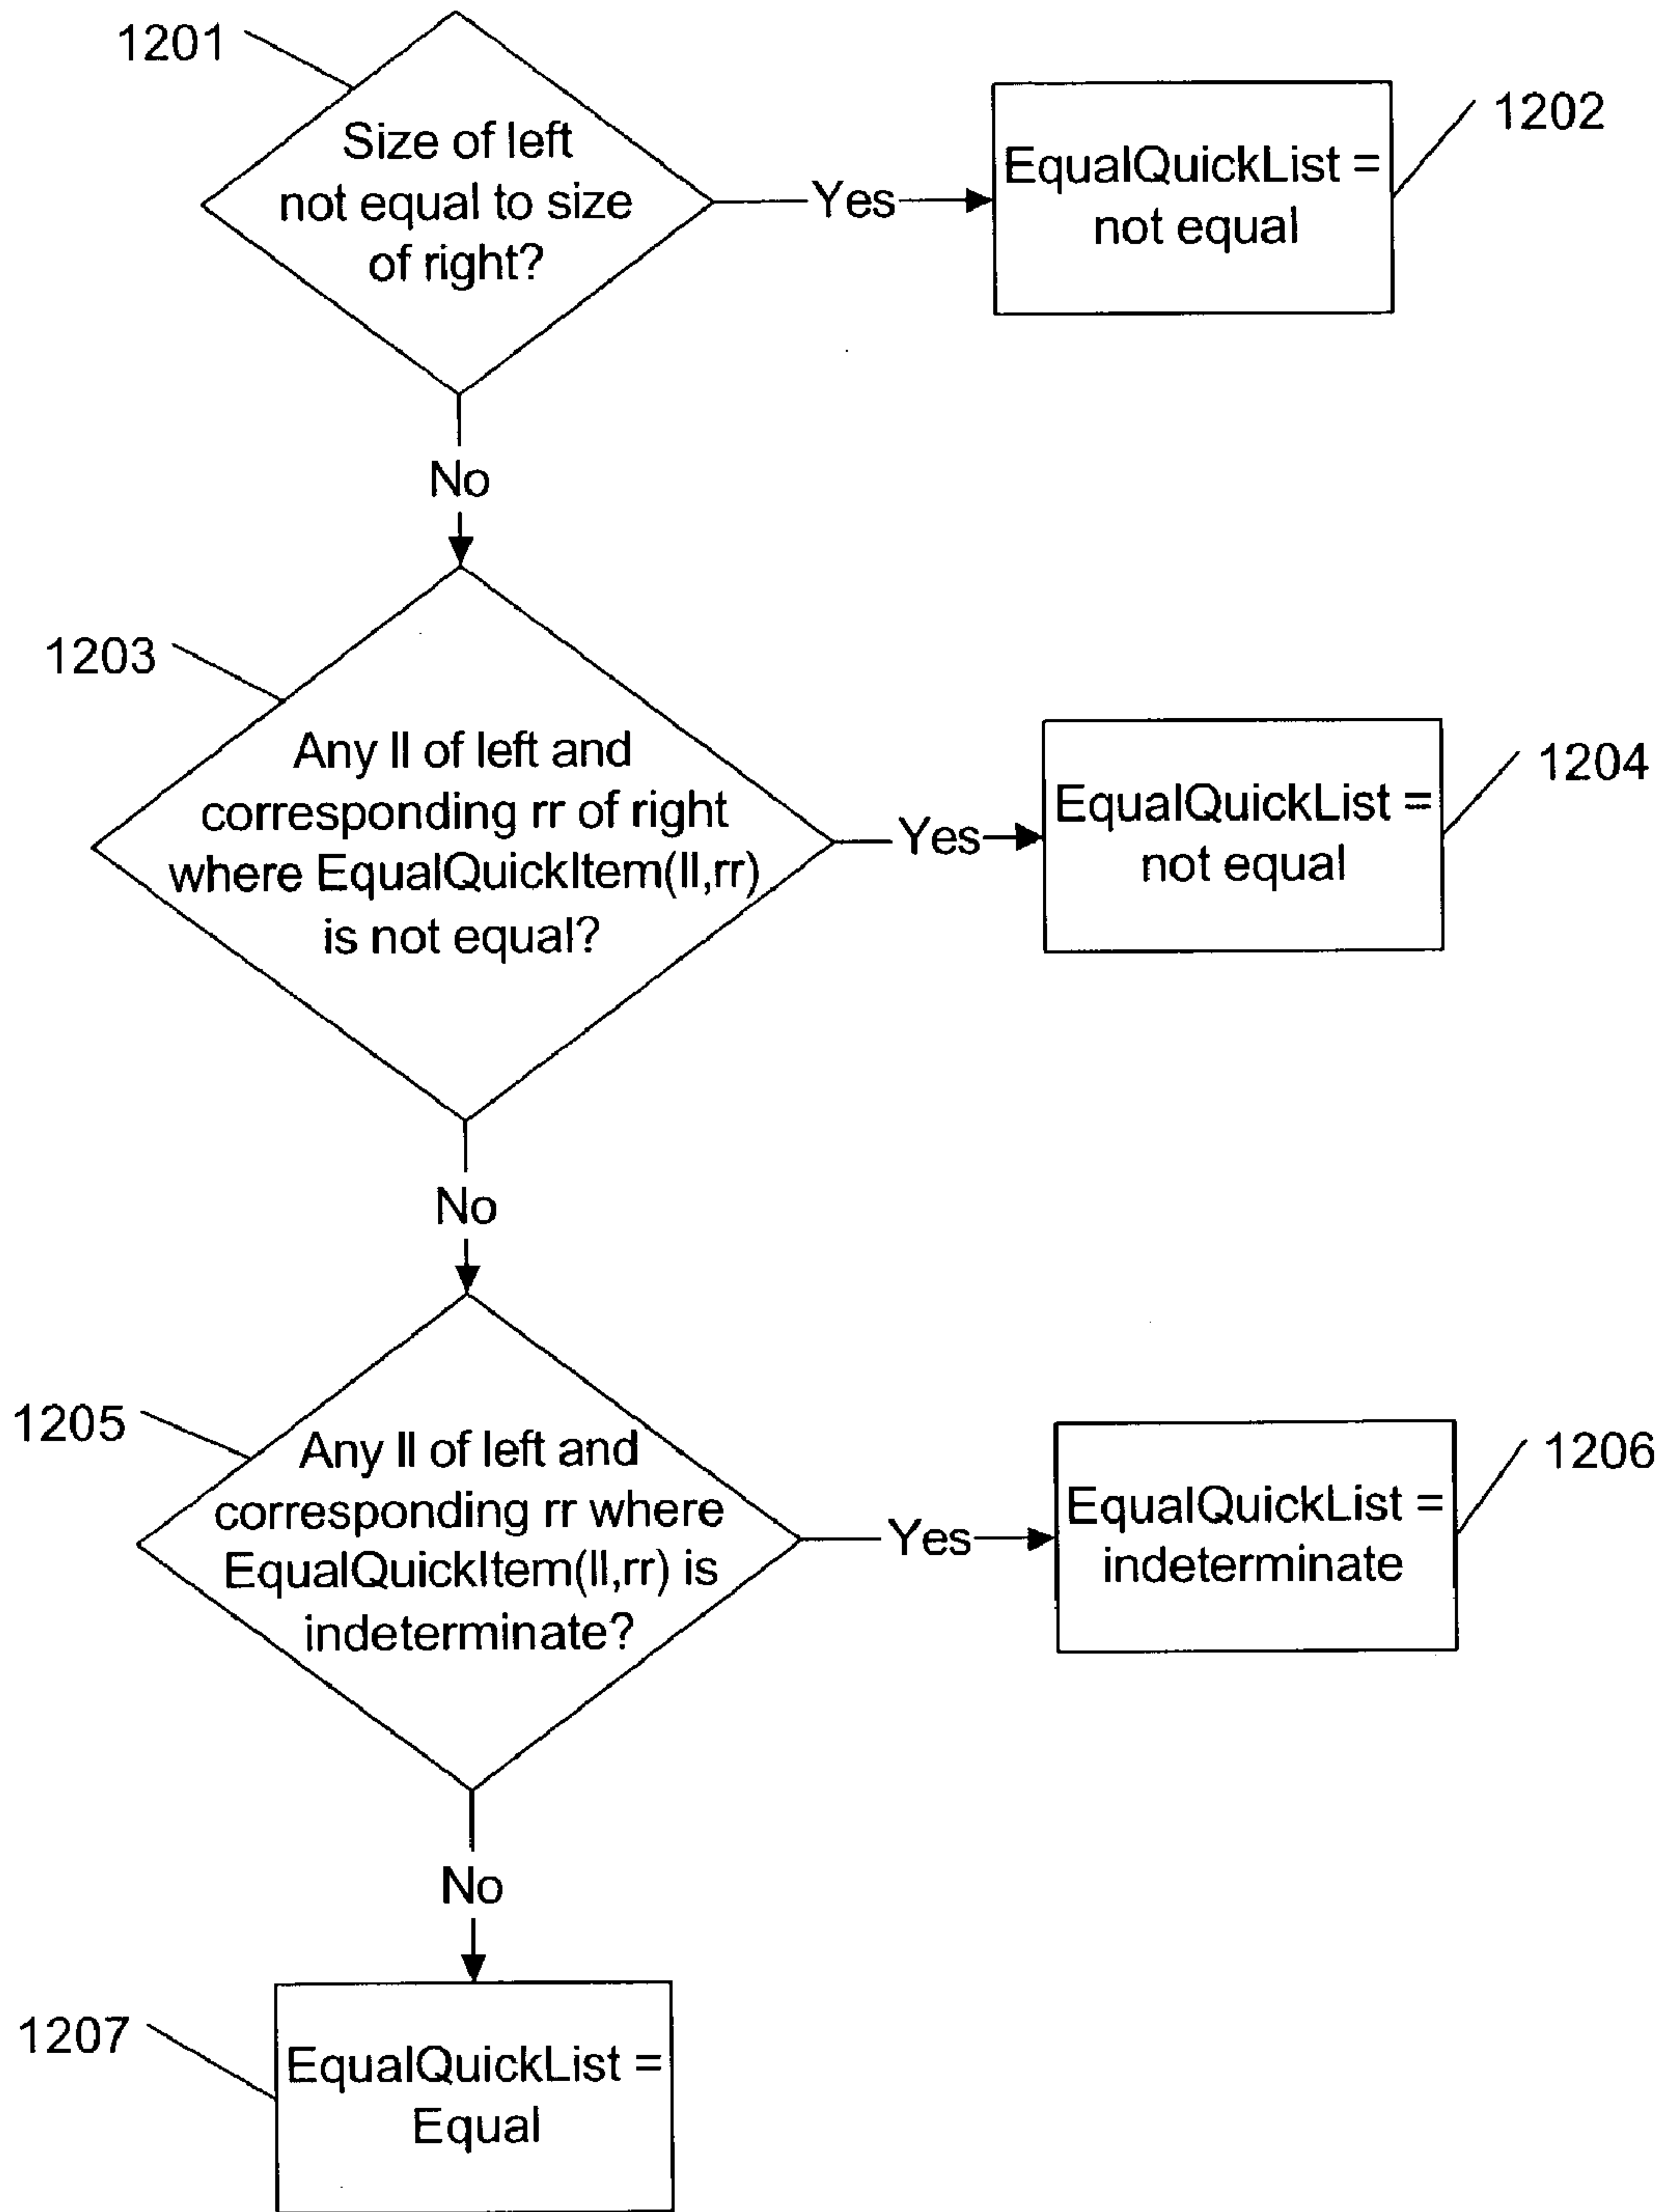 1201
Size of left
not equal to size
of right?
Yes
EqualQuickList =
not equal
1202
No
1203
Any ll of left and
corresponding rr of right
where EqualQuickItem(ll,rr)
is not equal?
Yes
EqualQuickList =
not equal
1204
No
1205
Any ll of left and
corresponding rr where
EqualQuickItem(ll,rr) is
indeterminate?
Yes
EqualQuickList =
indeterminate
1206
No
1207
EqualQuickList =
Equal